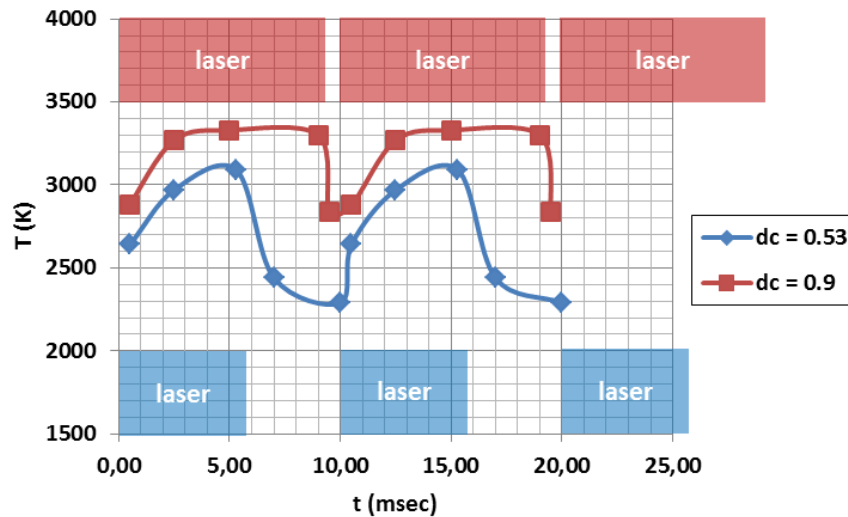 4000
laser laser laser
3500
3000
T (K)
2500
2000
laser laser laser
1500
0,00 5,00 10,00 15,00 20,00 25,00
t (msec)
dc = 0.53
dc = 0.9